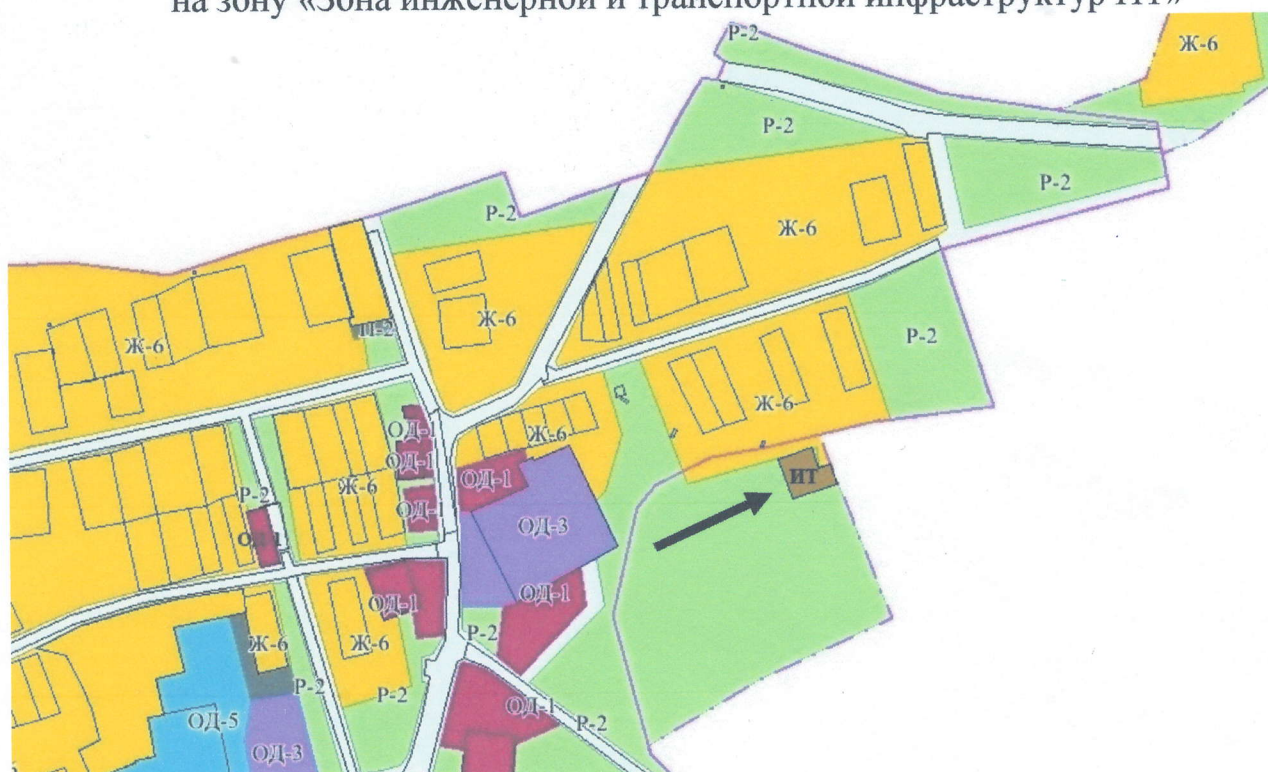 на зону «Зона инженерной и транспортной инфраструктур ИТ»
Р-2
Ж-6
Р-2
Р-2
Р-2
Ж-6
Ж-6
П-2
Ж-6
Р-2
Ж-6
ОД-1
Ж-6
ОД-1
ОД-1
ИТ
Ж-6
Р-2
ОД-1
ОД-3
ОД-1
ОД-1
ОД-1
Р-2
Ж-6
Ж-6
Р-2
Р-2
ОД-1
ОД-5
Р-2
ОД-3